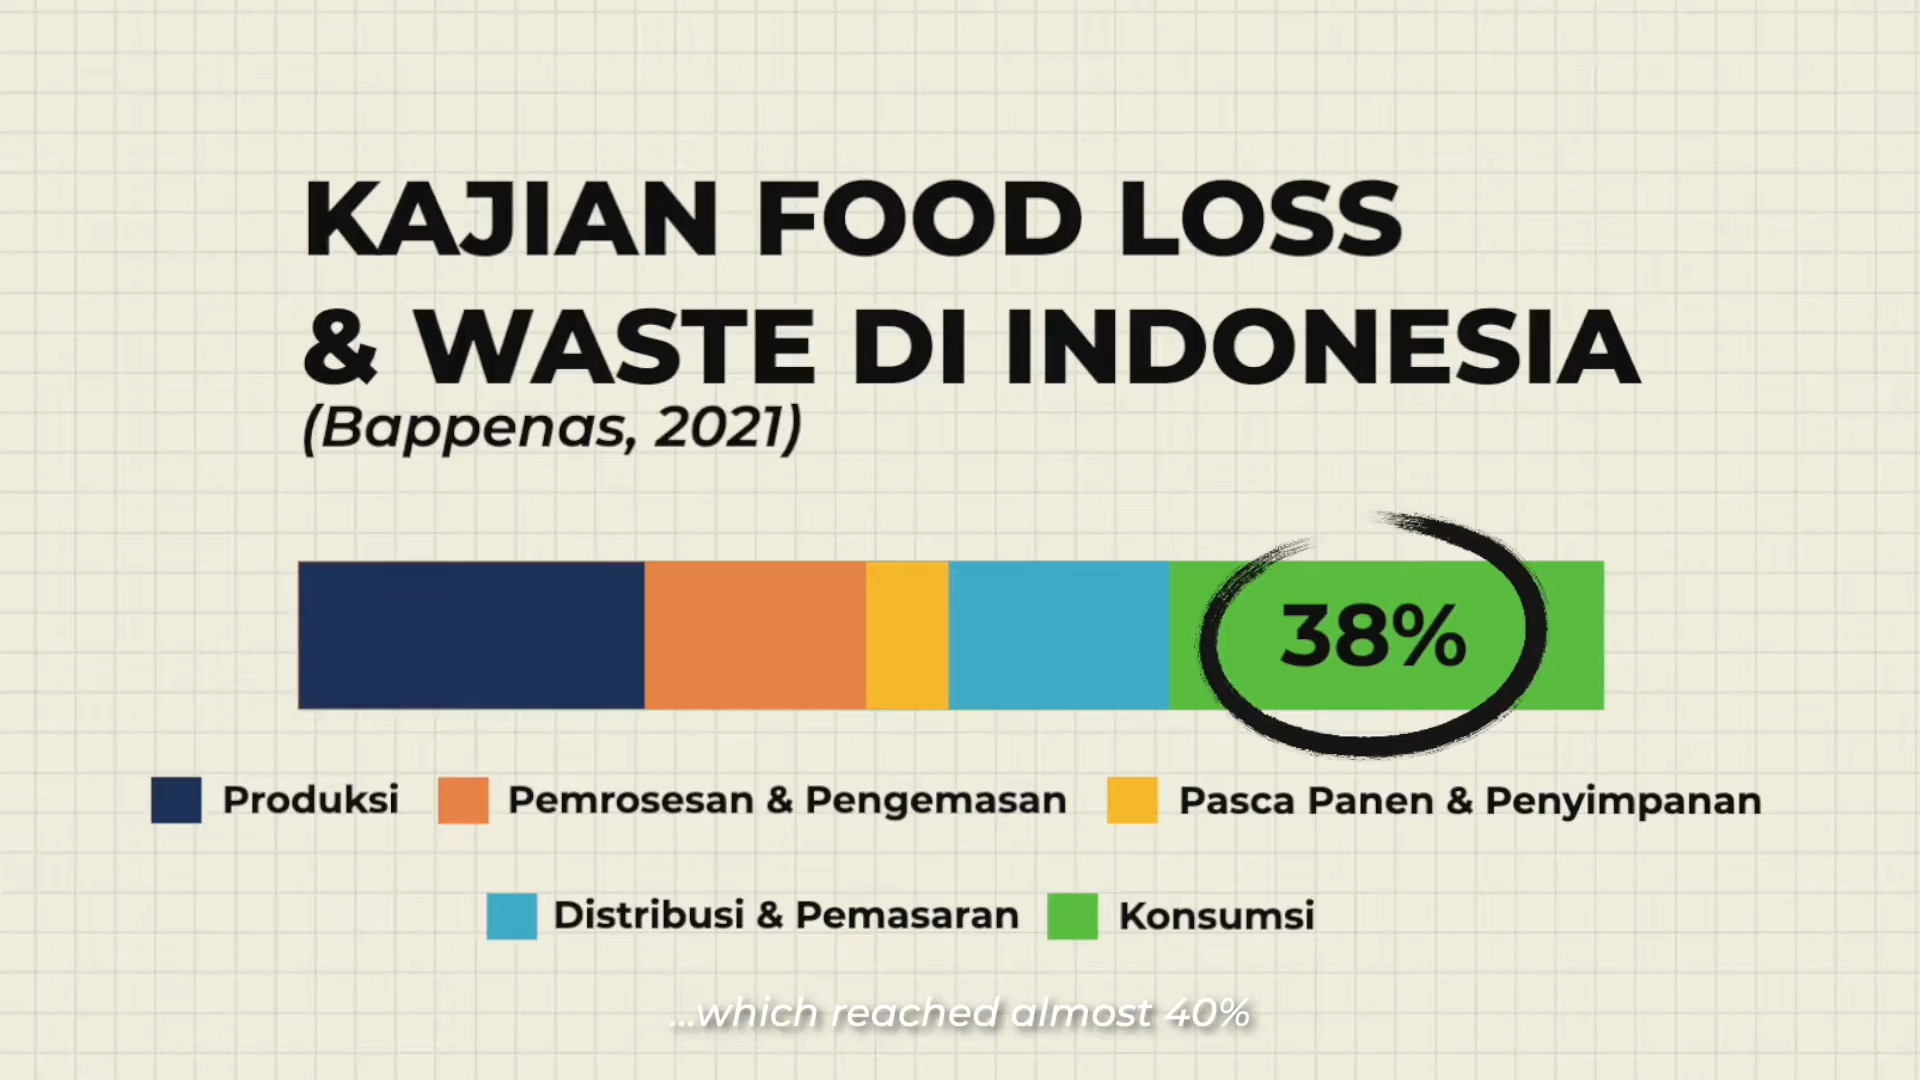 KAJIAN FOOD LOSS
& WASTE DI INDONESIA
(Bappenas, 2021)
38%
Produksi
Pemrosesan & Pengemasan
Pasca Panen & Penyimpanan
Distribusi & Pemasaran
Konsumsi
...which reached almost 40%